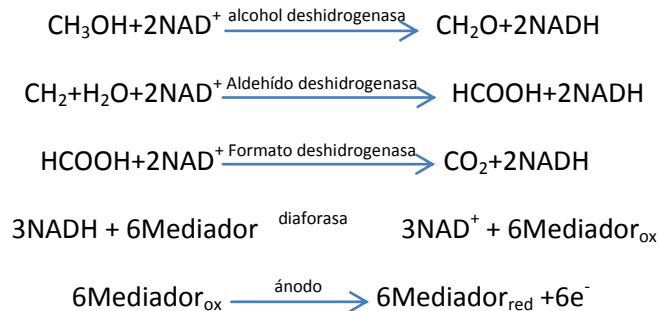 CH₃OH+2NAD⁺ alcohol deshidrogenasa CH₂O+2NADH
CH₂+H₂O+2NAD⁺ Aldehído deshidrogenasa HCOOH+2NADH
HCOOH+2NAD⁺ Formato deshidrogenasa CO₂+2NADH
3NADH + 6Mediador diaforasa 3NAD⁺ + 6Mediadorₒₓ
6Mediadorₒₓ ánodo 6Mediador_red +6e⁻